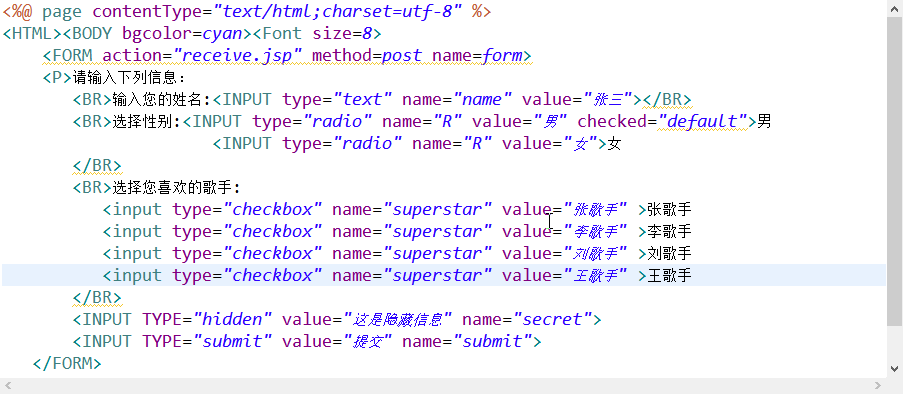 <%@ page contentType="text/html;charset=utf-8" %>
<HTML><BODY bgcolor=cyan><Font size=8>
<FORM action="receive.jsp" method=post name=form>
<P>请输入下列信息：
<BR>输入您的姓名:<INPUT type="text" name="name" value="张三"></BR>
<BR>选择性别:<INPUT type="radio" name="R" value="男" checked="default">男
<INPUT type="radio" name="R" value="女">女
</BR>
<BR>选择您喜欢的歌手:
<input type="checkbox" name="superstar" value="张歌手" >张歌手
<input type="checkbox" name="superstar" value="李歌手" >李歌手
<input type="checkbox" name="superstar" value="刘歌手" >刘歌手
<input type="checkbox" name="superstar" value="王歌手" >王歌手
</BR>
<INPUT TYPE="hidden" value="这是隐藏信息" name="secret">
<INPUT TYPE="submit" value="提交" name="submit">
</FORM>